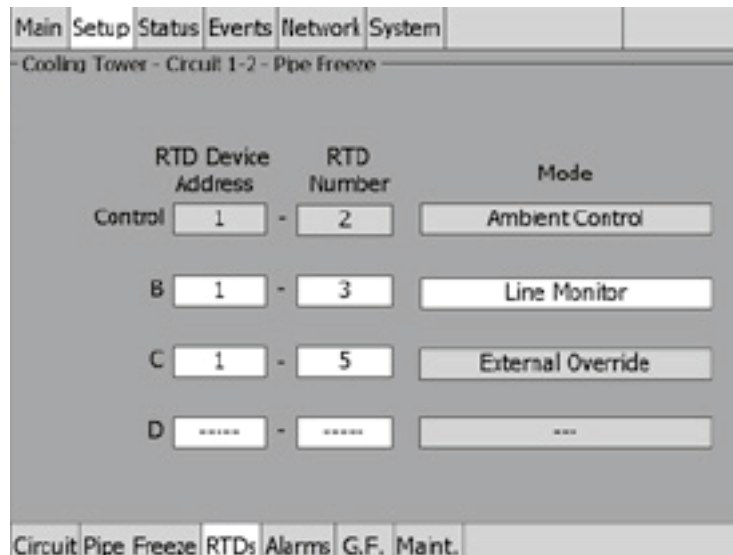 Main Setup Status Events Network System
Cooling Tower - Circuit 1-2 - Pipe Freeze
RTD Device Address RTD Number Mode
Control 1 - 2 Ambient Control
B 1 - 3 Line Monitor
C 1 - 5 External Override
D ----- - ----- ---
Circuit Pipe Freeze RTDs Alarms G.F. Maint.